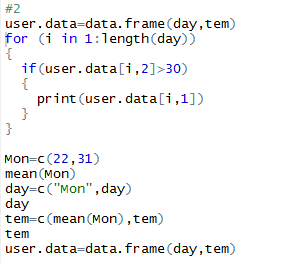 #2
user.data=data.frame(day,tem)
for (i in 1:length(day))
{
  if(user.data[i,2]>30)
  {
    print(user.data[i,1])
  }
}
Mon=c(22,31)
mean(Mon)
day=c("Mon",day)
day
tem=c(mean(Mon),tem)
tem
user.data=data.frame(day,tem)